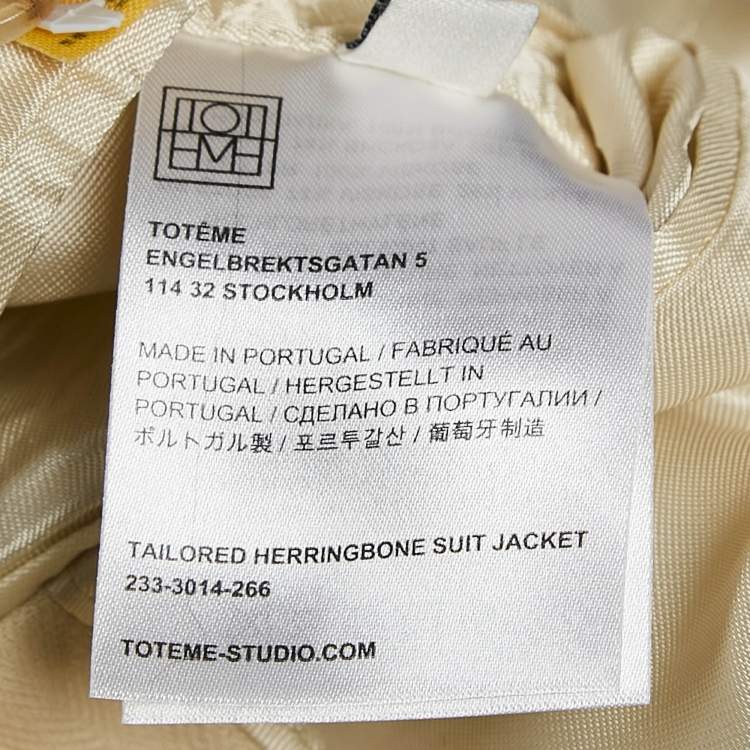 TOTEME
TOTÊME
ENGELBREKTSGATAN 5
114 32 STOCKHOLM
MADE IN PORTUGAL / FABRIQUÉ AU
PORTUGAL / HERGESTELLT IN
PORTUGAL / СДЕЛАНО В ПОРТУГАЛИИ /
ポルトガル製 / 포르투갈산 / 葡萄牙制造
TAILORED HERRINGBONE SUIT JACKET
233-3014-266
TOTEME-STUDIO.COM